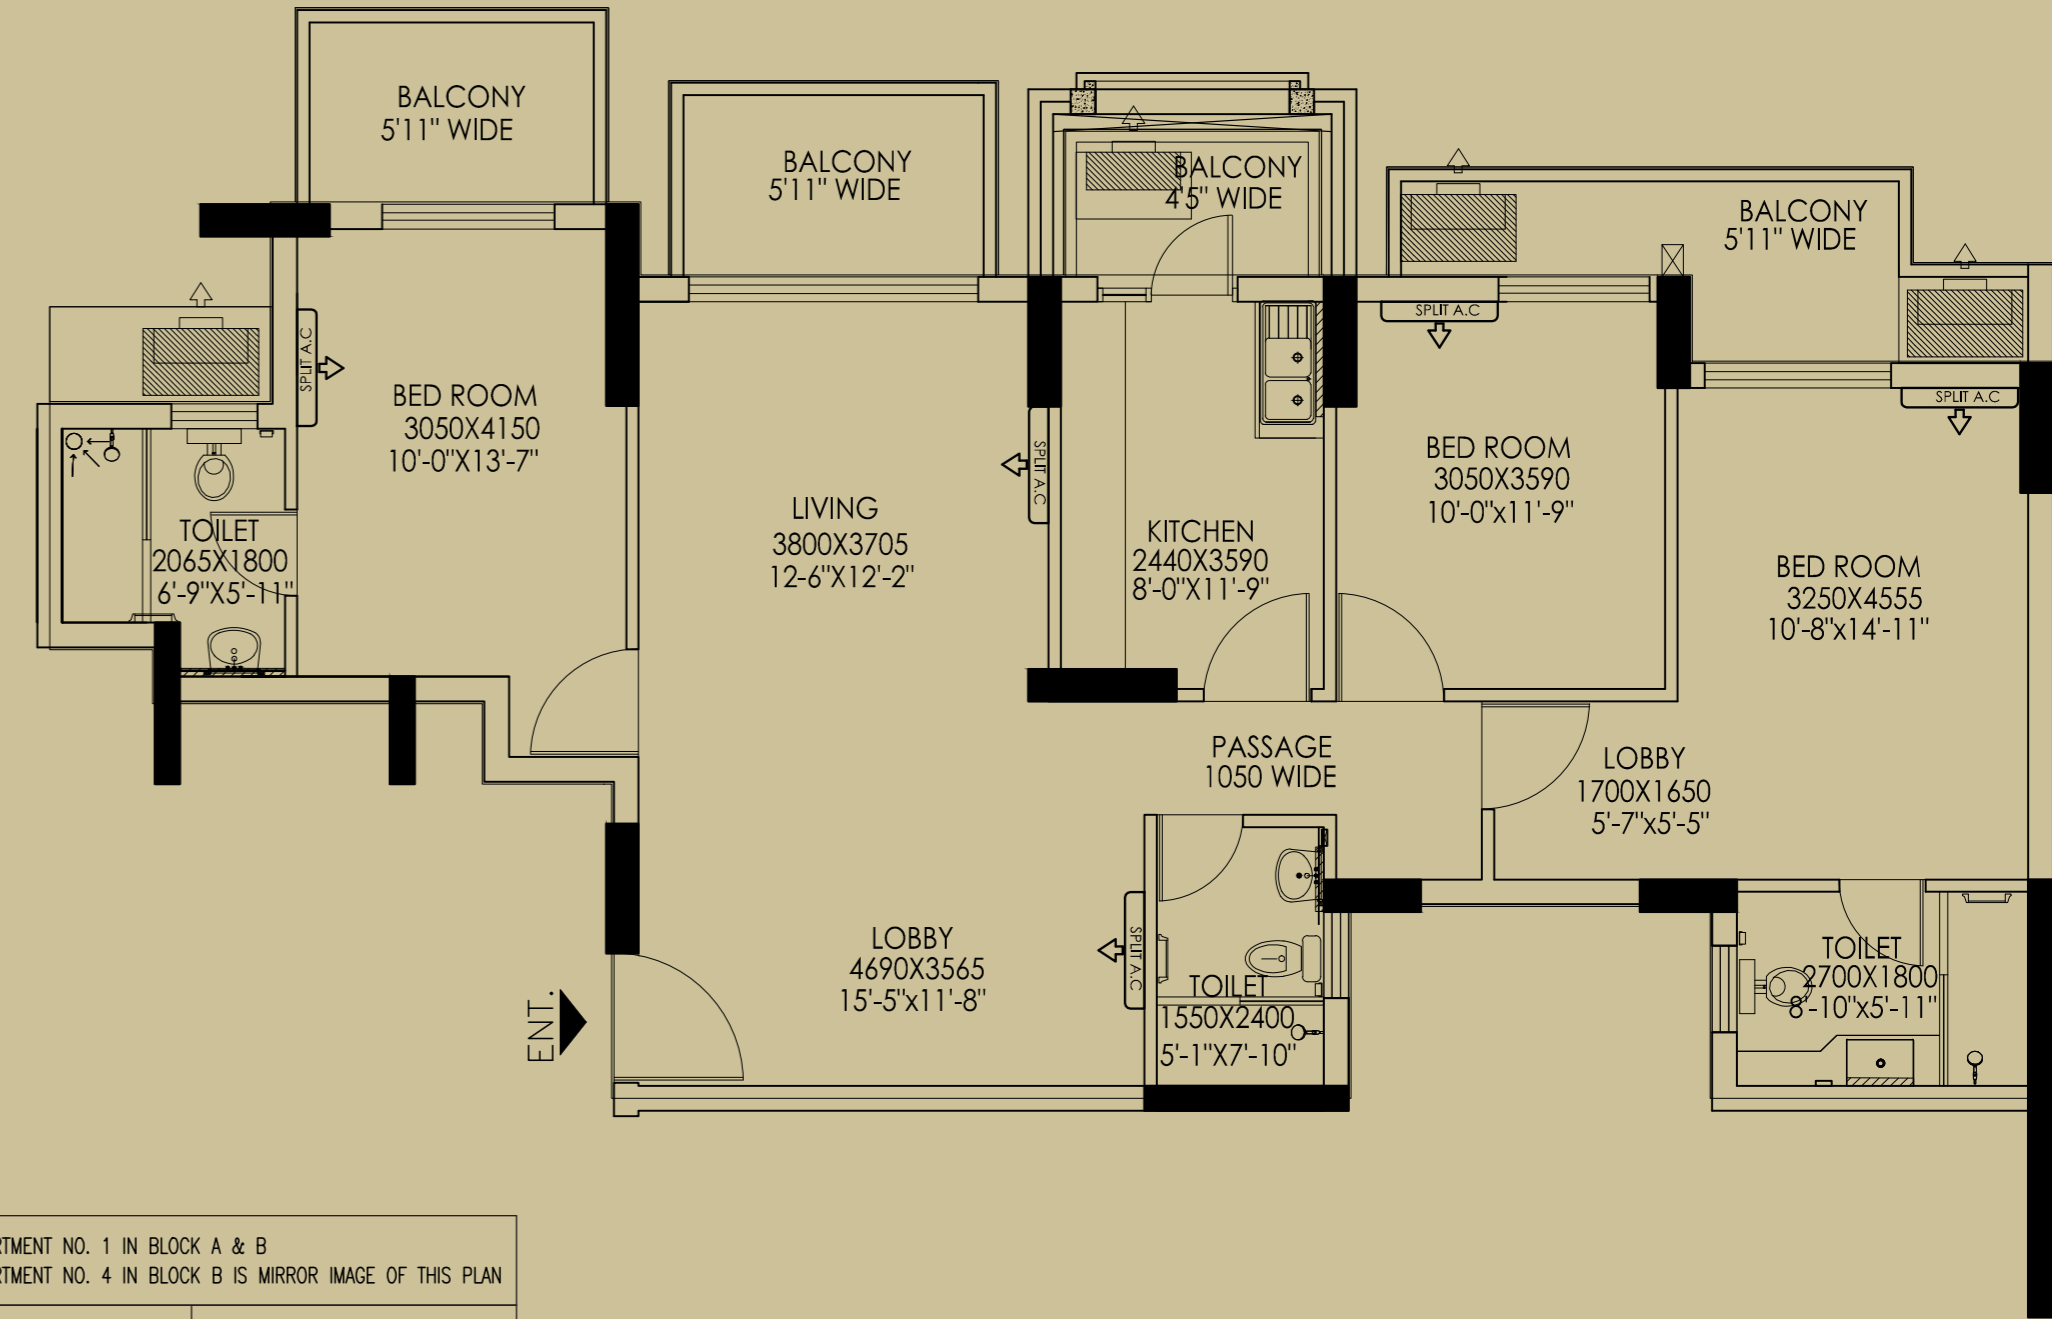 BALCONY
5'11" WIDE
BALCONY
5'11" WIDE
BALCONY
4'5" WIDE
BALCONY
5'11" WIDE
SPLIT A.C
SPLIT A.C
SPLIT A.C
BED ROOM
3050X4150
10'-0"X13'-7"
BED ROOM
3050X3590
10'-0"x11'-9"
SPLIT A.C
LIVING
3800X3705
12-6"X12'-2"
KITCHEN
2440X3590
8'-0"X11'-9"
TOILET
2065X1800
6'-9"X5'-11"
BED ROOM
3250X4555
10'-8"x14'-11"
PASSAGE
1050 WIDE
LOBBY
1700X1650
5'-7"x5'-5"
LOBBY
4690X3565
15'-5"x11'-8"
SPLIT A.C
TOILET
1550X2400
5'-1"X7'-10"
TOILET
2700X1800
8'-10"x5'-11"
ENT.
RTMENT NO. 1 IN BLOCK A & B
RTMENT NO. 4 IN BLOCK B IS MIRROR IMAGE OF THIS PLAN